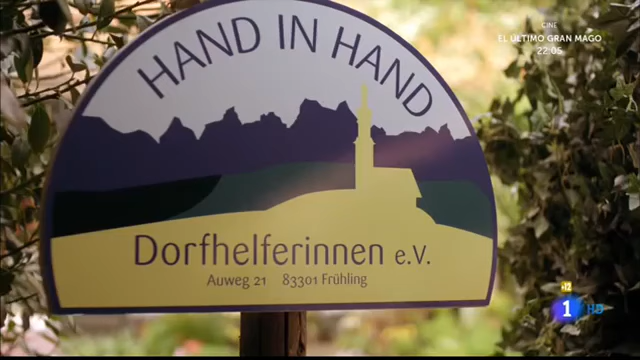 CINE
EL ÚLTIMO GRAN MAGO
22:05
HAND IN HAND
Dorfhelferinnen e.V.
Auweg 21 83301 Frühling
+12
1 HD